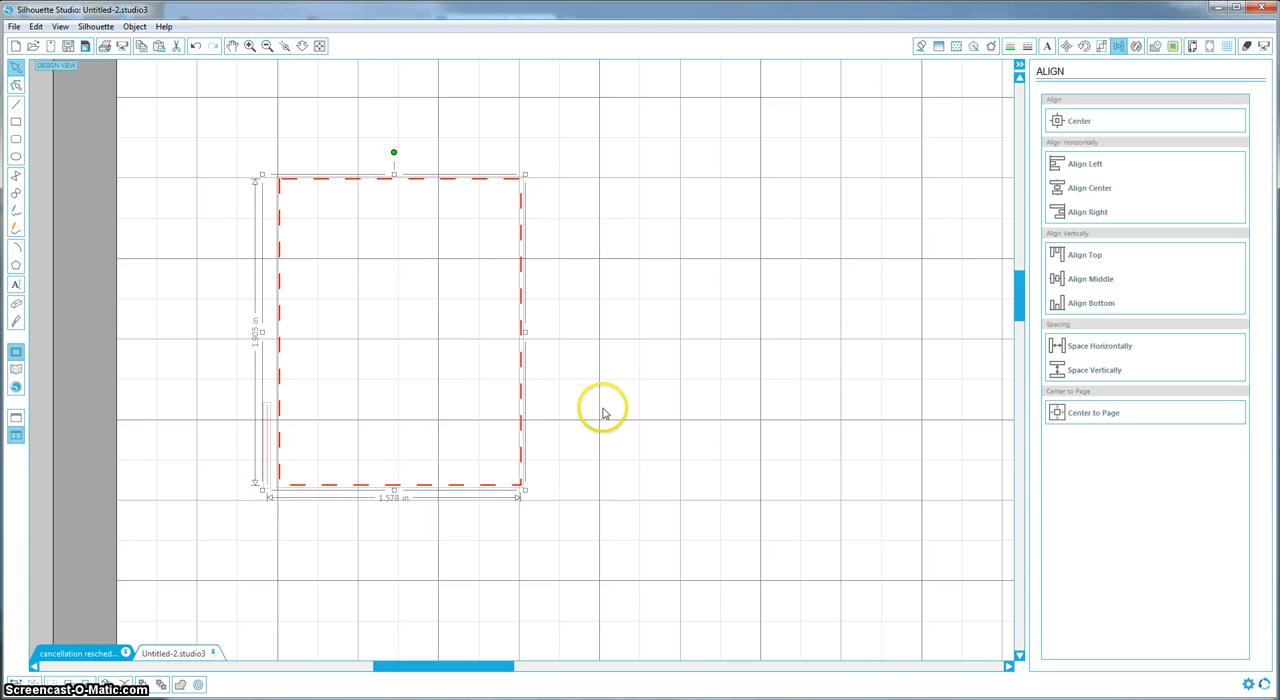 Silhouette Studio: Untitled-2.studio3
File Edit View Silhouette Object Help
DESIGN VIEW
ALIGN
Align
Center
Align Horizontally
Align Left
Align Center
Align Right
Align Vertically
Align Top
Align Middle
Align Bottom
Spacing
Space Horizontally
Space Vertically
Center to Page
Center to Page
1.905 in
1.578 in
cancellation resched...
Untitled-2.studio3
Screencast-O-Matic.com